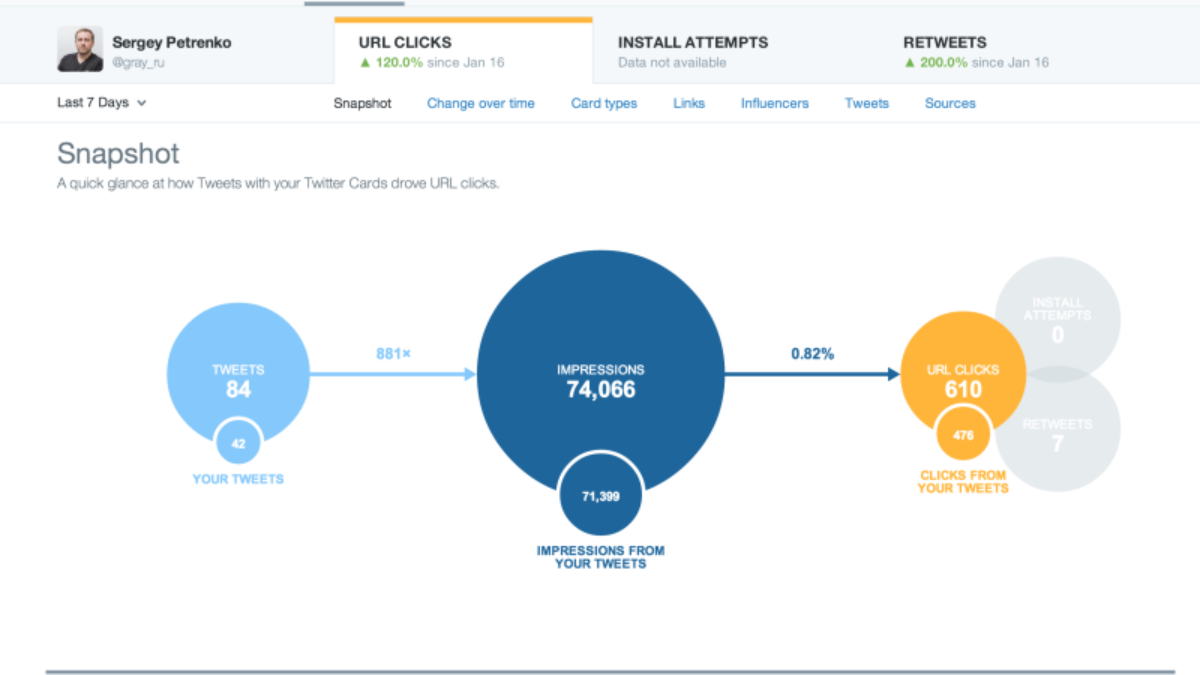 Sergey Petrenko
@gray_ru
URL CLICKS
▲ 120.0% since Jan 16
INSTALL ATTEMPTS
Data not available
RETWEETS
▲ 200.0% since Jan 16
Last 7 Days
Snapshot
Change over time
Card types
Links
Influencers
Tweets
Sources
Snapshot
A quick glance at how Tweets with your Twitter Cards drove URL clicks.
TWEETS
84
42
YOUR TWEETS
881×
IMPRESSIONS
74,066
71,399
IMPRESSIONS FROM
YOUR TWEETS
0.82%
URL CLICKS
610
476
CLICKS FROM
YOUR TWEETS
INSTALL
ATTEMPTS
0
RETWEETS
7